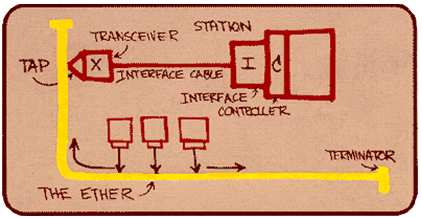 STATION
TRANSCEIVER
TAP
X
I
C
INTERFACE CABLE
INTERFACE
CONTROLLER
TERMINATOR
THE ETHER